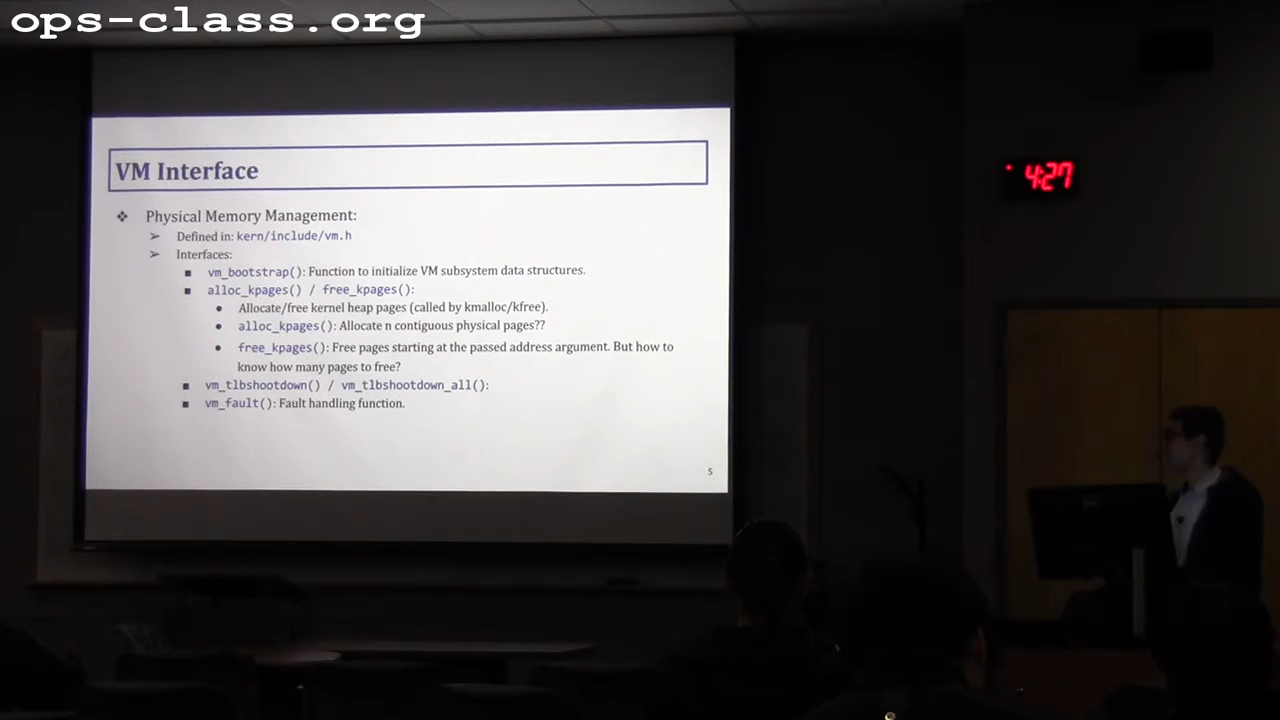 ops-class.org
VM Interface
❖ Physical Memory Management:
➢ Defined in: kern/include/vm.h
➢ Interfaces:
■ vm_bootstrap(): Function to initialize VM subsystem data structures.
■ alloc_kpages() / free_kpages():
● Allocate/free kernel heap pages (called by kmalloc/kfree).
● alloc_kpages(): Allocate n contiguous physical pages??
● free_kpages(): Free pages starting at the passed address argument. But how to
know how many pages to free?
■ vm_tlbshootdown() / vm_tlbshootdown_all():
■ vm_fault(): Fault handling function.
5
4:27